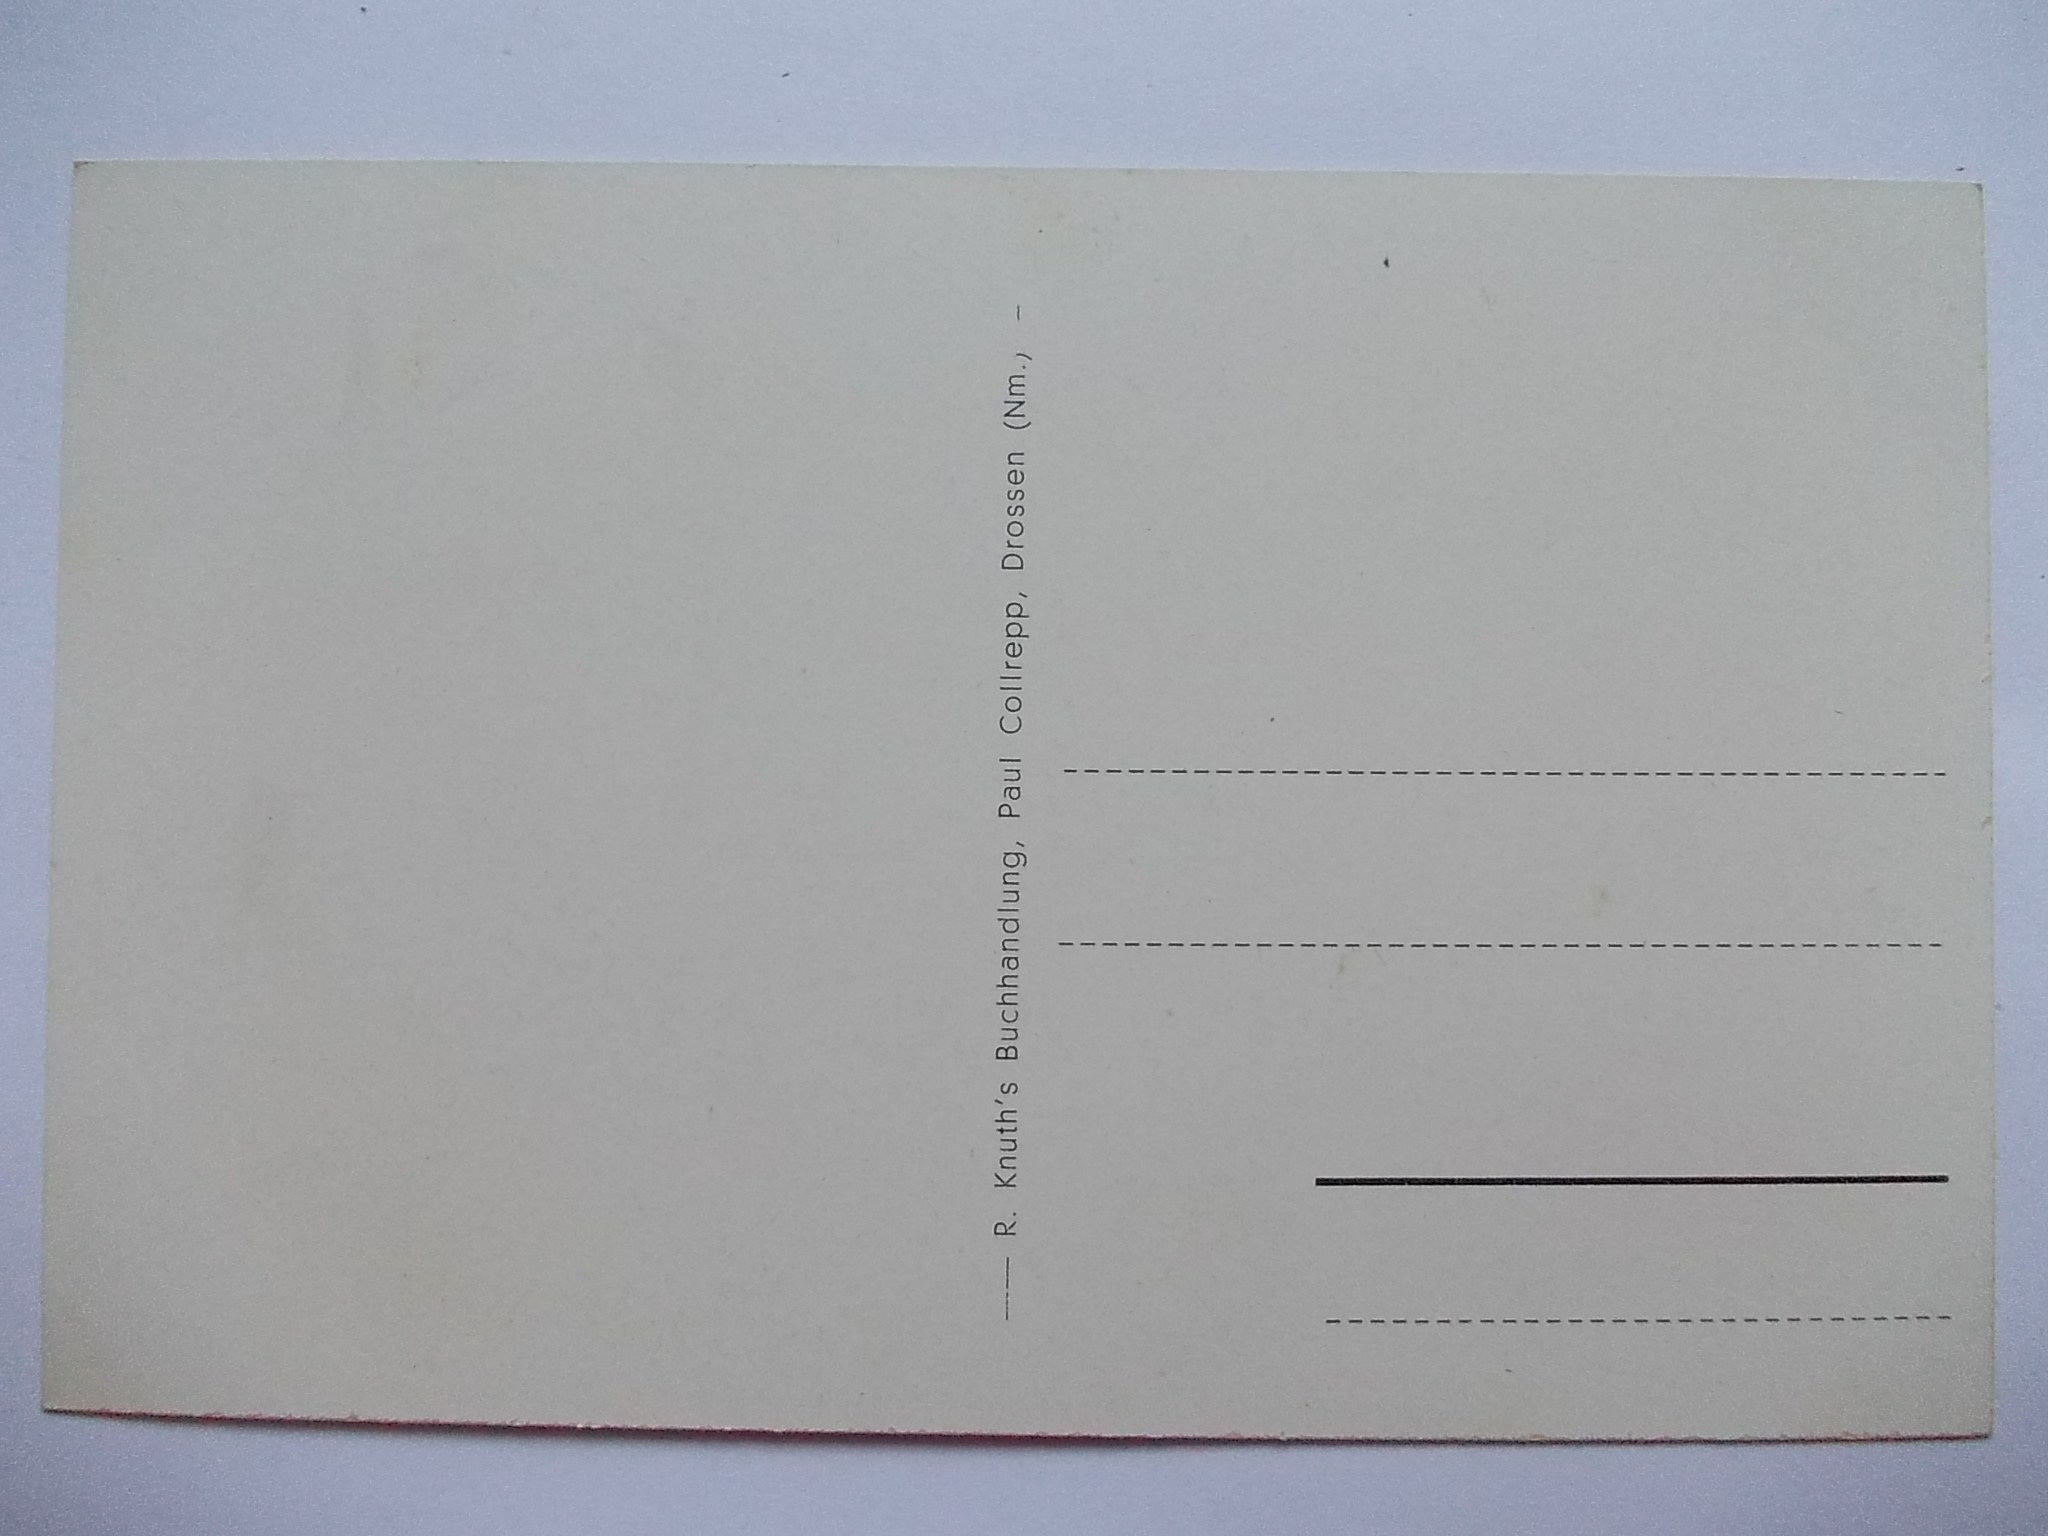 — R. Knuth's Buchhandlung, Paul Collrepp, Drossen (Nm.) –